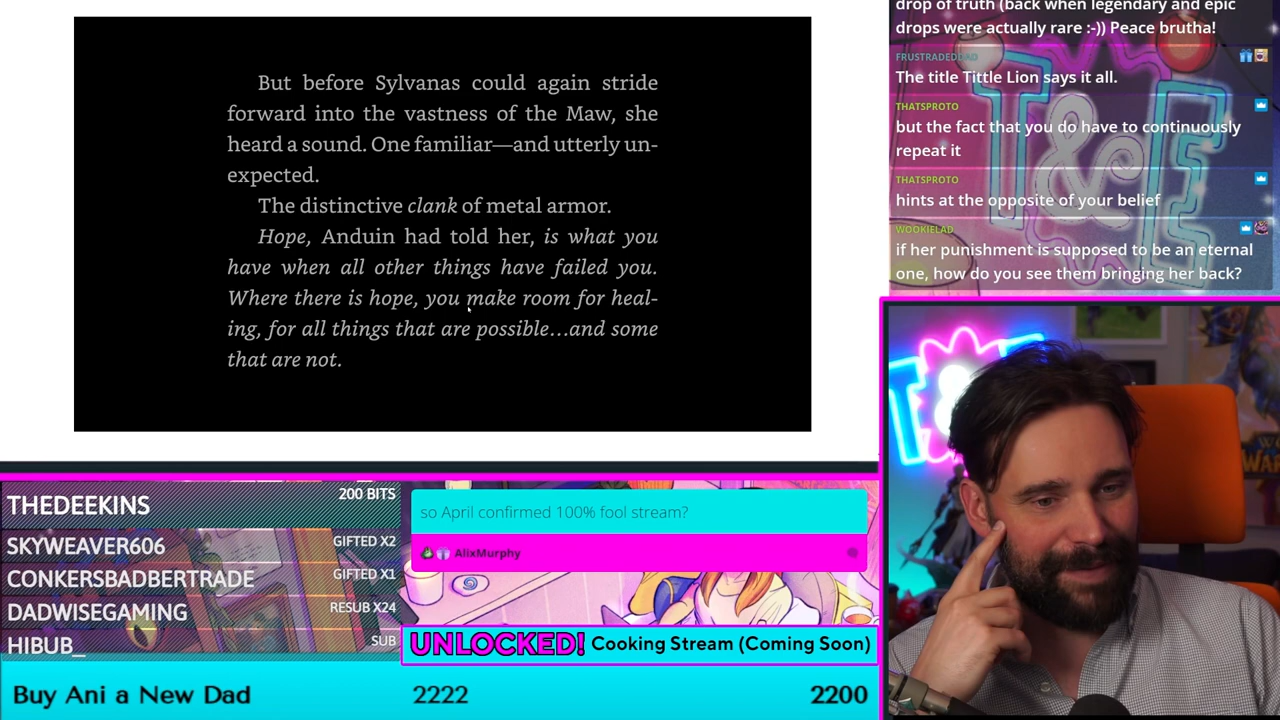 But before Sylvanas could again stride
forward into the vastness of the Maw, she
heard a sound. One familiar—and utterly un-
expected.
The distinctive clank of metal armor.
Hope, Anduin had told her, is what you
have when all other things have failed you.
Where there is hope, you make room for heal-
ing, for all things that are possible…and some
that are not.
drop of truth (back when legendary and epic
drops were actually rare :-)) Peace brutha!
FRUSTRADEDDAD
The title Tittle Lion says it all.
THATSPROTO
but the fact that you do have to continuously
repeat it
THATSPROTO
hints at the opposite of your belief
WOOKIELAD
if her punishment is supposed to be an eternal
one, how do you see them bringing her back?
T&E
THEDEEKINS 200 BITS
SKYWEAVER606 GIFTED X2
CONKERSBADBERTRADE GIFTED X1
DADWISEGAMING RESUB X24
HIBUB_ SUB
so April confirmed 100% fool stream?
AlixMurphy
UNLOCKED! Cooking Stream (Coming Soon)
Buy Ani a New Dad 2222 2200